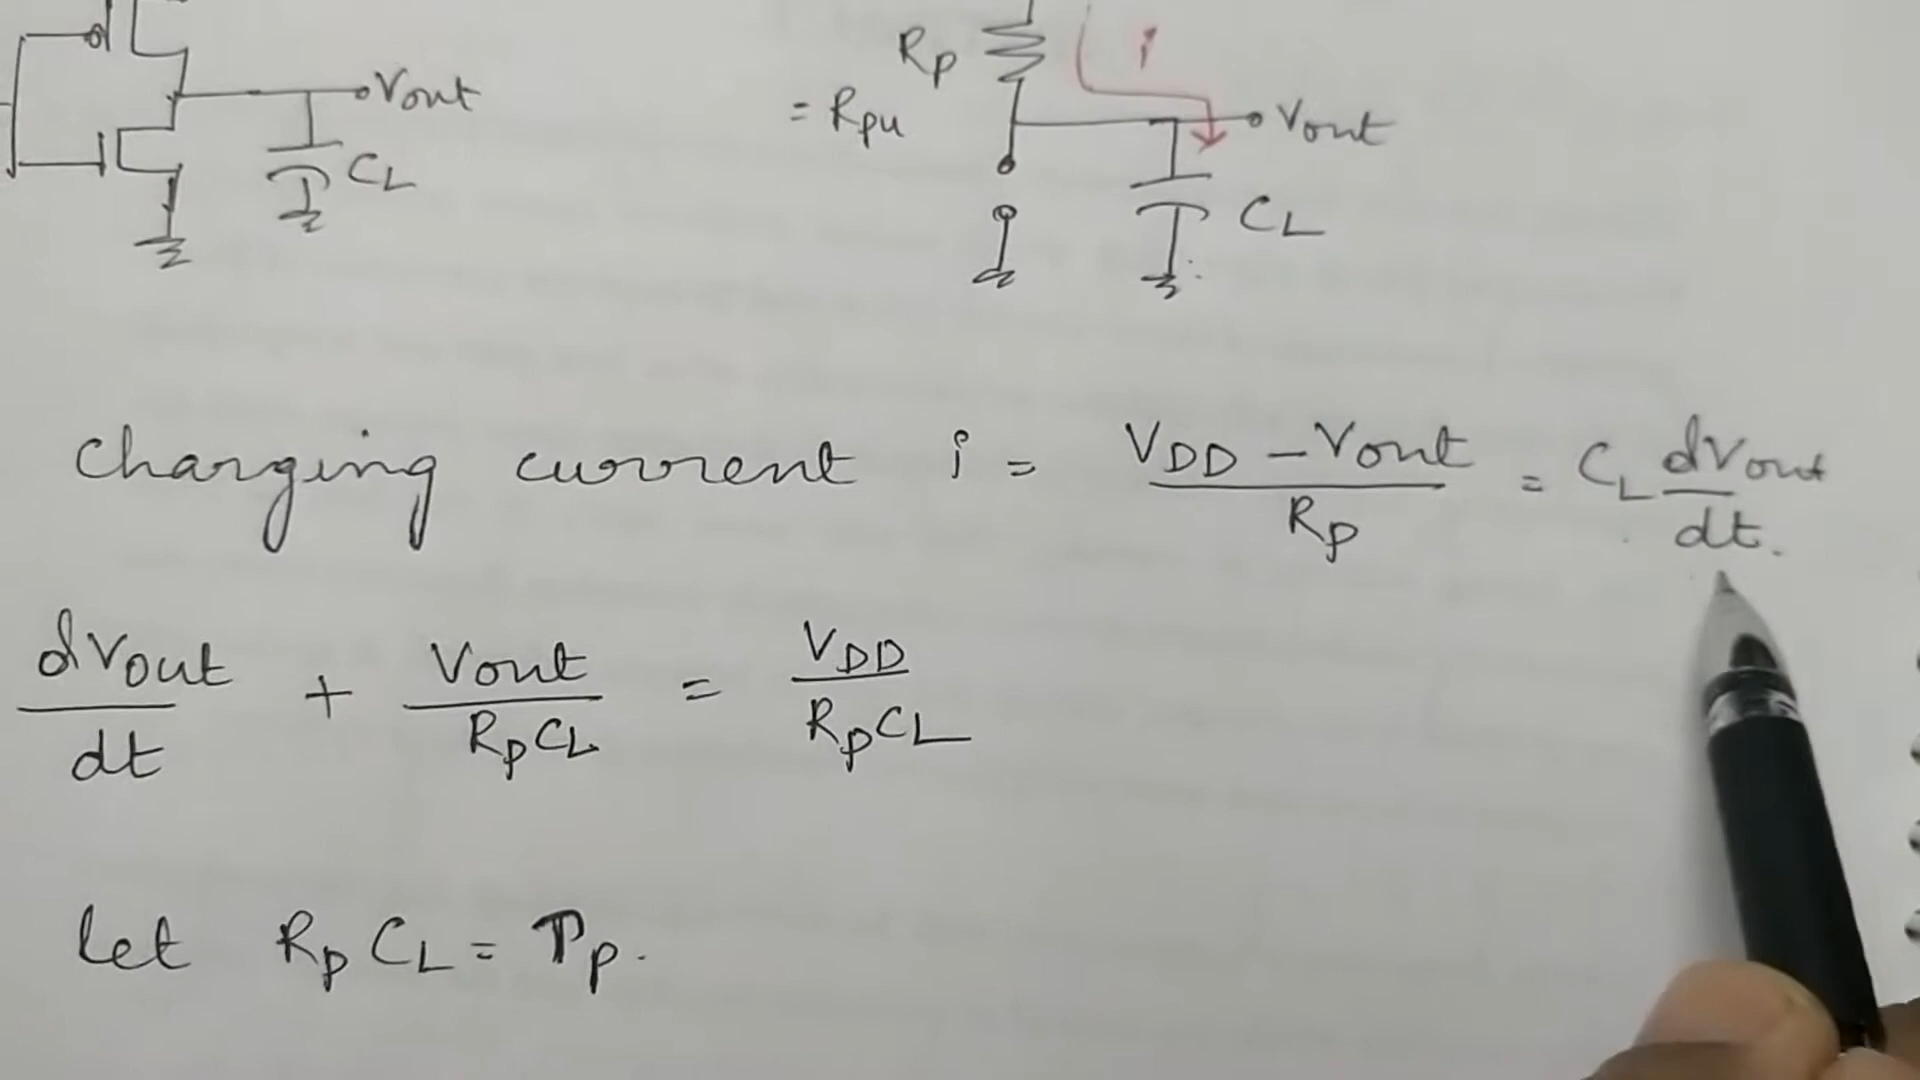 Vout
CL
Rp
= Rpu
i
Vout
CL
Charging current i = VDD - Vout / Rp = CL dVout / dt.
dVout / dt + Vout / RpCL = VDD / RpCL
let RpCL = τp.